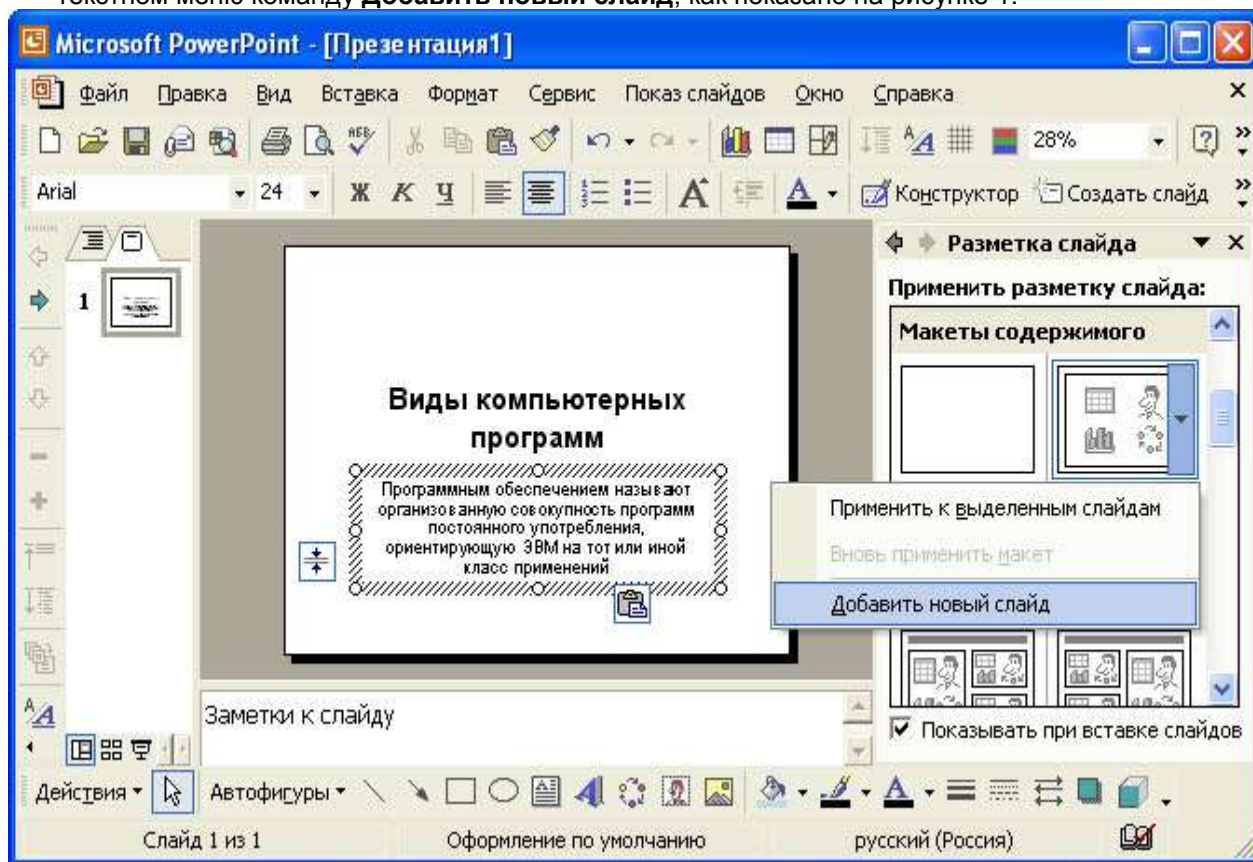 текстном меню команду Добавить новый слайд, как показано на рисунке 1.
Microsoft PowerPoint - [Презентация1]
Файл Правка Вид Вставка Формат Сервис Показ слайдов Окно Справка
28%
Arial 24 Ж К Ч Конструктор Создать слайд
Разметка слайда
1
Применить разметку слайда:
Макеты содержимого
Виды компьютерных
программ
Программным обеспечением называют
организованную совокупность программ
постоянного употребления,
ориентирующую ЭВМ на тот или иной
класс применений
Применить к выделенным слайдам
Вновь применить макет
Добавить новый слайд
Заметки к слайду
Показывать при вставке слайдов
Действия Автофигуры
Слайд 1 из 1 Оформление по умолчанию русский (Россия)